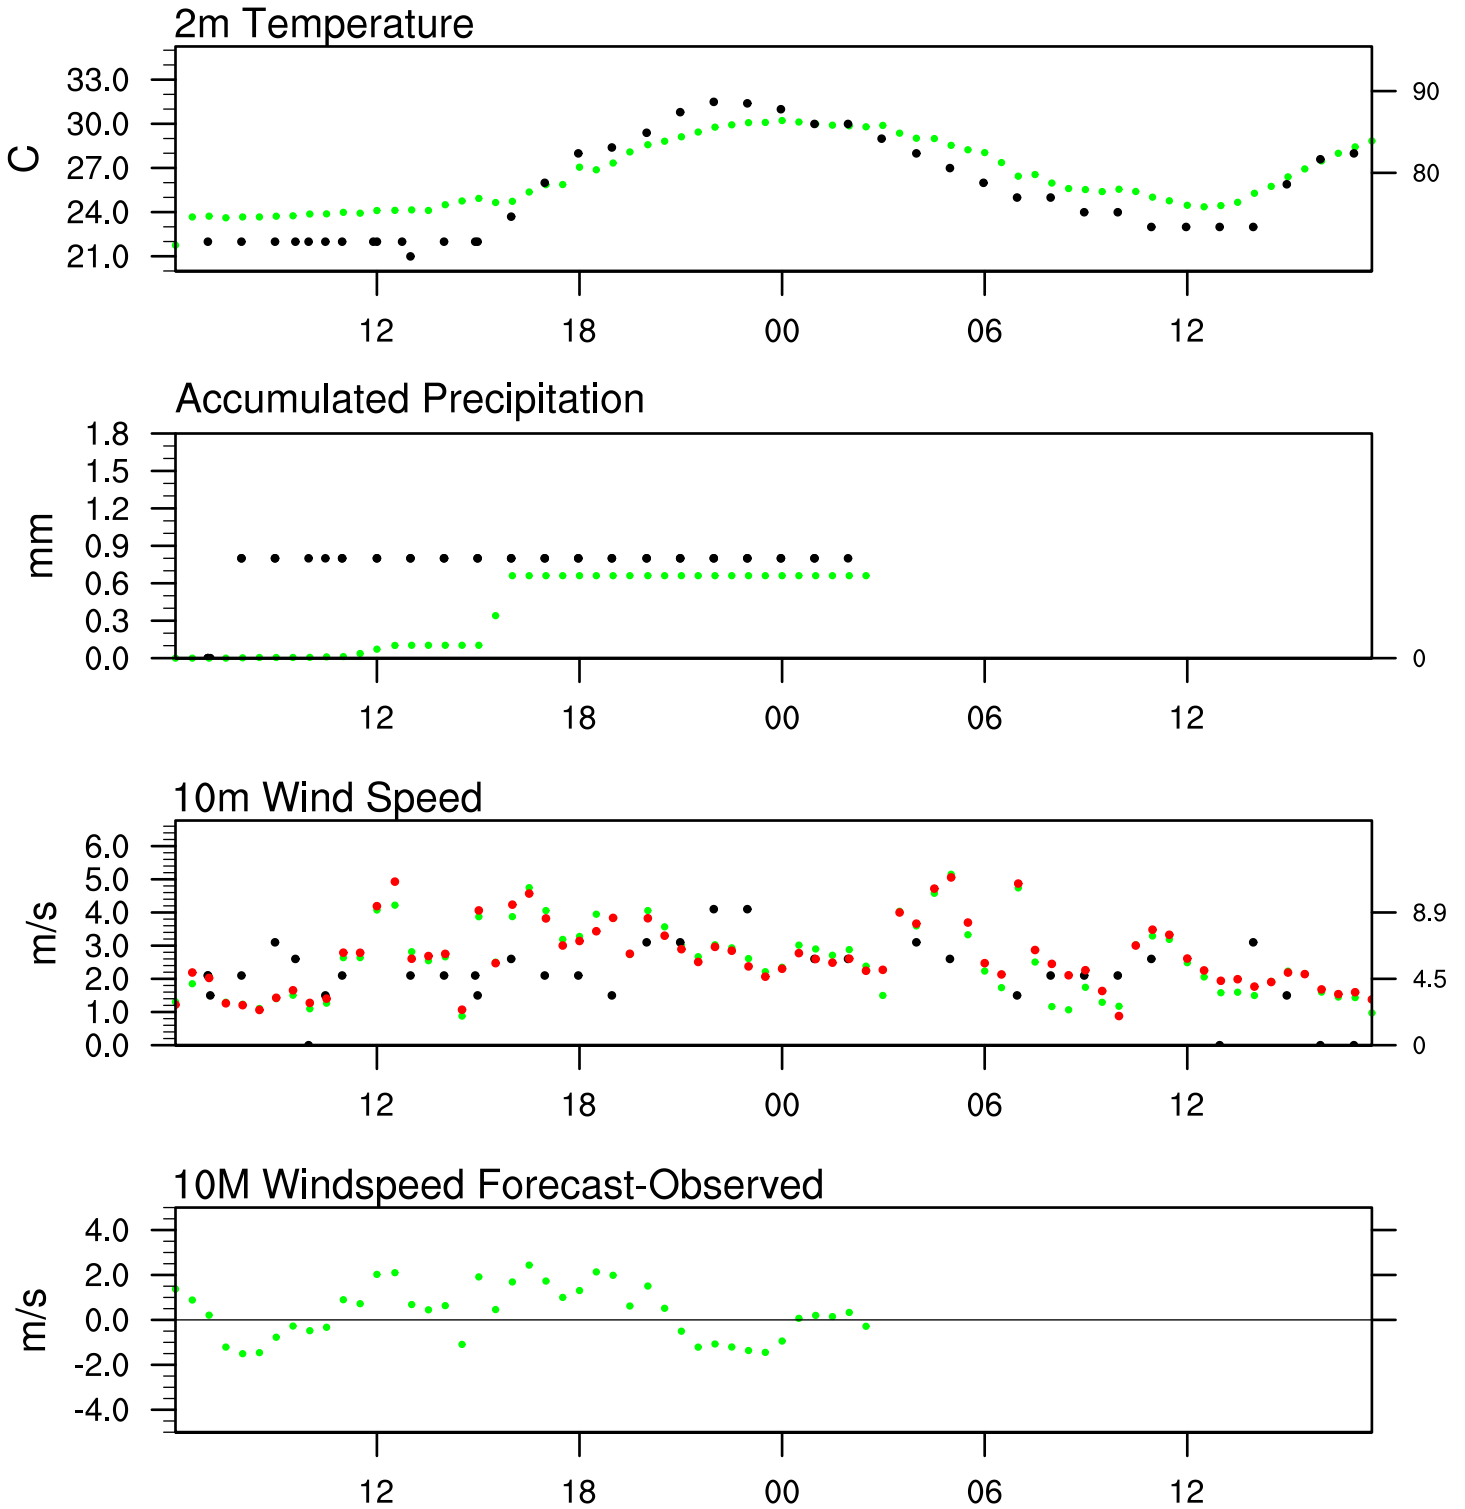 2m Temperature
33.0
30.0
27.0
24.0
21.0
C
90
80
12 18 00 06 12
Accumulated Precipitation
1.8
1.5
1.2
0.9
0.6
0.3
0.0
mm
0
12 18 00 06 12
10m Wind Speed
6.0
5.0
4.0
3.0
2.0
1.0
0.0
m/s
8.9
4.5
0
12 18 00 06 12
10M Windspeed Forecast-Observed
4.0
2.0
0.0
-2.0
-4.0
m/s
12 18 00 06 12